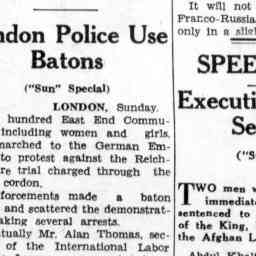 ndon Police Use
Batons
("Sun" Special)
LONDON, Sunday.
hundred East End Commu-
including women and girls,
marched to the German Em-
to protest against the Reich-
re trial charged through the
cordon.
forcements made a baton
and scattered the demonstrat-
aking several arrests.
tually Mr. Alan Thomas, sec-
of the International Labor
It will not
Franco-Russia
only in a slig
SPEE
Executi
Se
("S
TWO men w
immediat
sentenced to
of the King,
the Afghan L
Abdul Khal